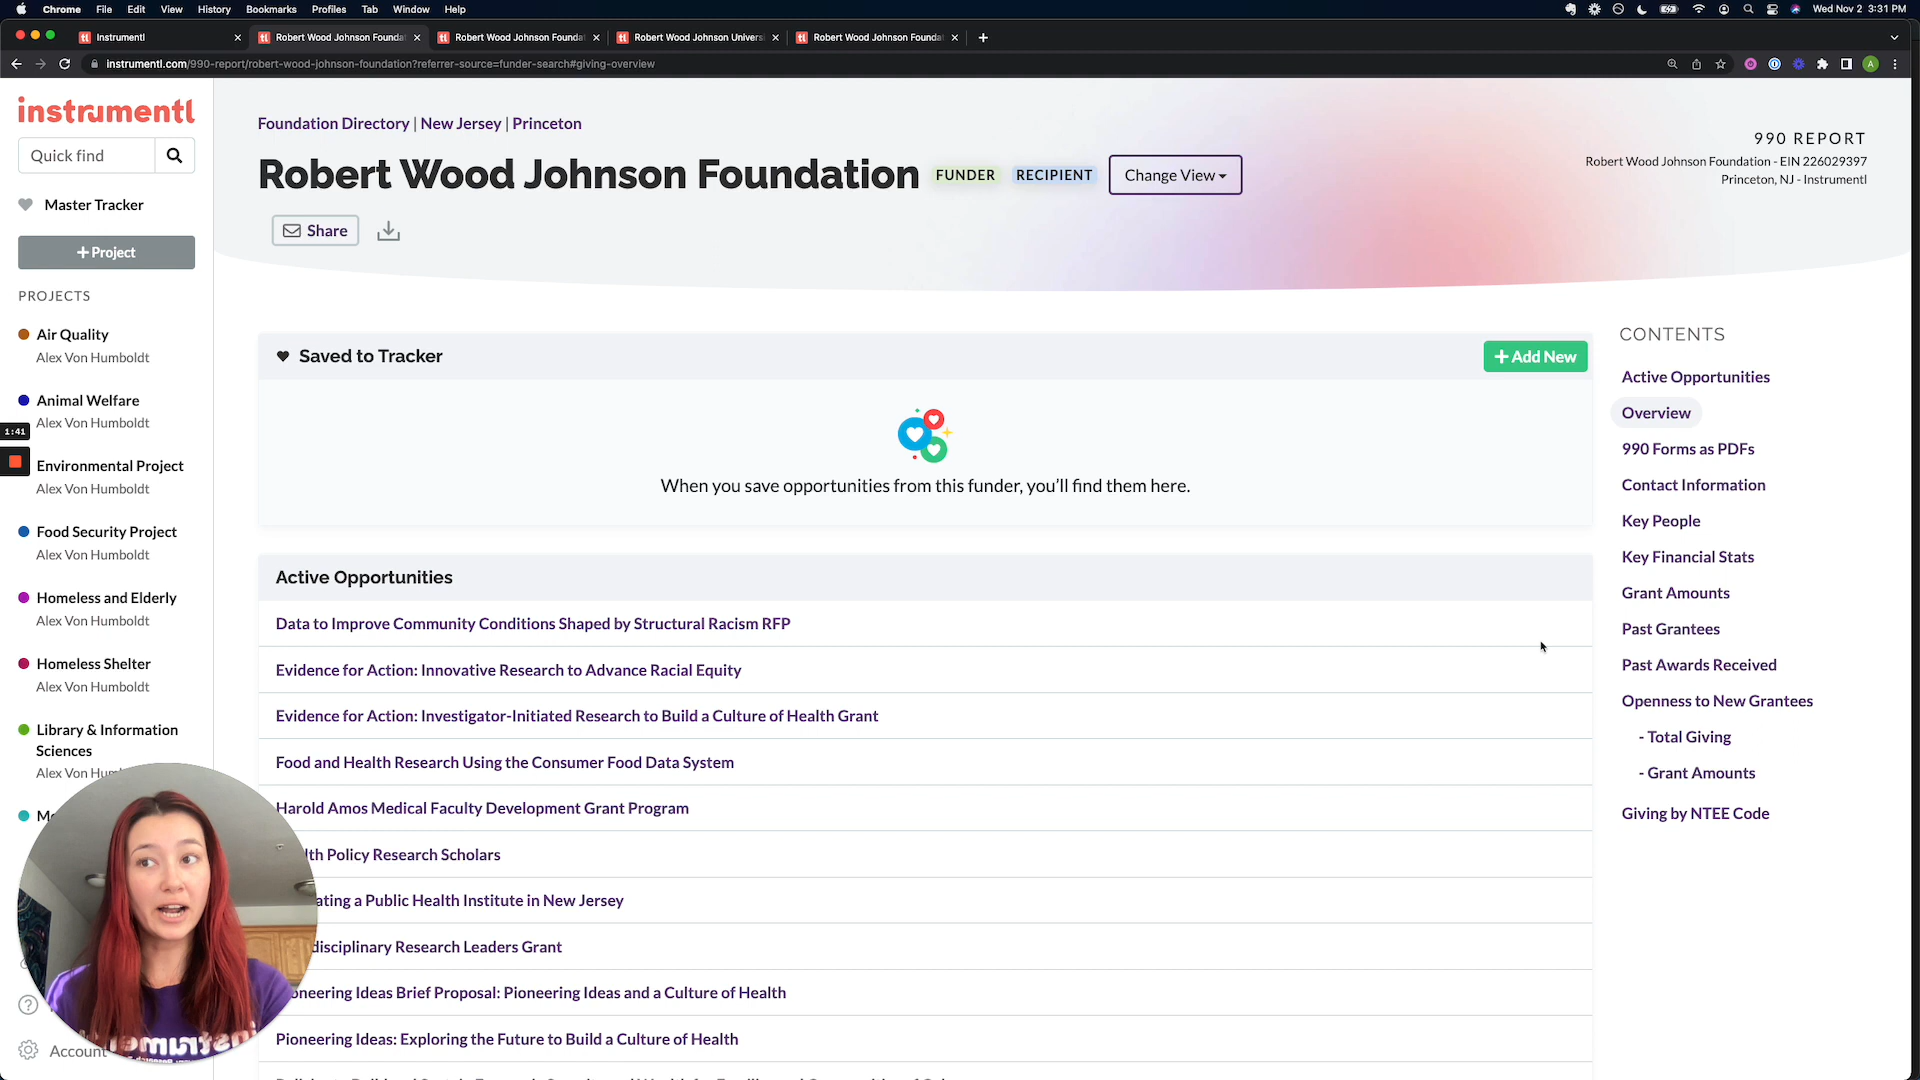 Chrome File Edit View History Bookmarks Profiles Tab Window Help Wed Nov 2 3:31 PM
Instrumentl Robert Wood Johnson Founda Robert Wood Johnson Founda Robert Wood Johnson Univers Robert Wood Johnson Founda
instrumentl.com/990-report/robert-wood-johnson-foundation?referrer-source=funder-search#giving-overview
A
instrumentl
Quick find
Master Tracker
+ Project
PROJECTS
Air Quality
Alex Von Humboldt
Animal Welfare
Alex Von Humboldt
1:41
Environmental Project
Alex Von Humboldt
Food Security Project
Alex Von Humboldt
Homeless and Elderly
Alex Von Humboldt
Homeless Shelter
Alex Von Humboldt
Library & Information
Sciences
Alex Von Hu
M
Account
Foundation Directory | New Jersey | Princeton
Robert Wood Johnson Foundation FUNDER RECIPIENT Change View
Share
990 REPORT
Robert Wood Johnson Foundation - EIN 226029397
Princeton, NJ - Instrumentl
Saved to Tracker
+ Add New
When you save opportunities from this funder, you'll find them here.
Active Opportunities
Data to Improve Community Conditions Shaped by Structural Racism RFP
Evidence for Action: Innovative Research to Advance Racial Equity
Evidence for Action: Investigator-Initiated Research to Build a Culture of Health Grant
Food and Health Research Using the Consumer Food Data System
Harold Amos Medical Faculty Development Grant Program
lth Policy Research Scholars
ating a Public Health Institute in New Jersey
disciplinary Research Leaders Grant
oneering Ideas Brief Proposal: Pioneering Ideas and a Culture of Health
Pioneering Ideas: Exploring the Future to Build a Culture of Health
CONTENTS
Active Opportunities
Overview
990 Forms as PDFs
Contact Information
Key People
Key Financial Stats
Grant Amounts
Past Grantees
Past Awards Received
Openness to New Grantees
- Total Giving
- Grant Amounts
Giving by NTEE Code